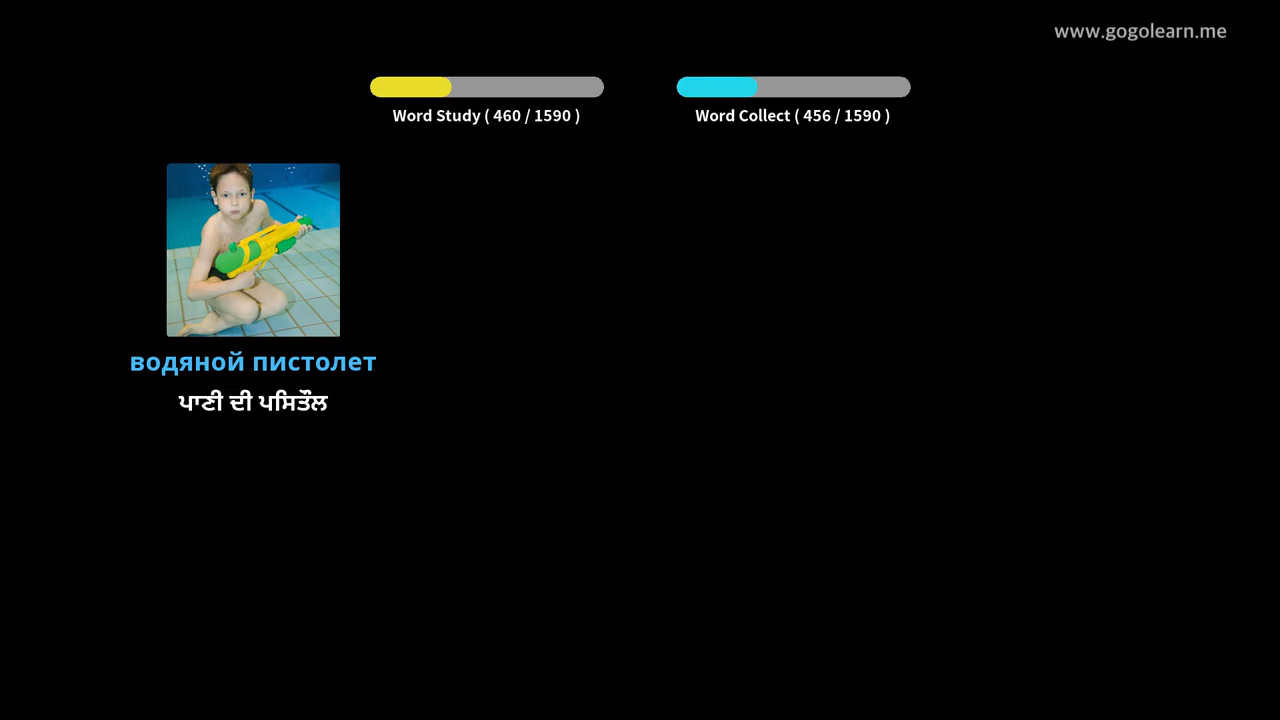 www.gogolearn.me
Word Study ( 460 / 1590 )
Word Collect ( 456 / 1590 )
водяной пистолет
ਪਾਣੀ ਦੀ ਪਸਿਤੌਲ